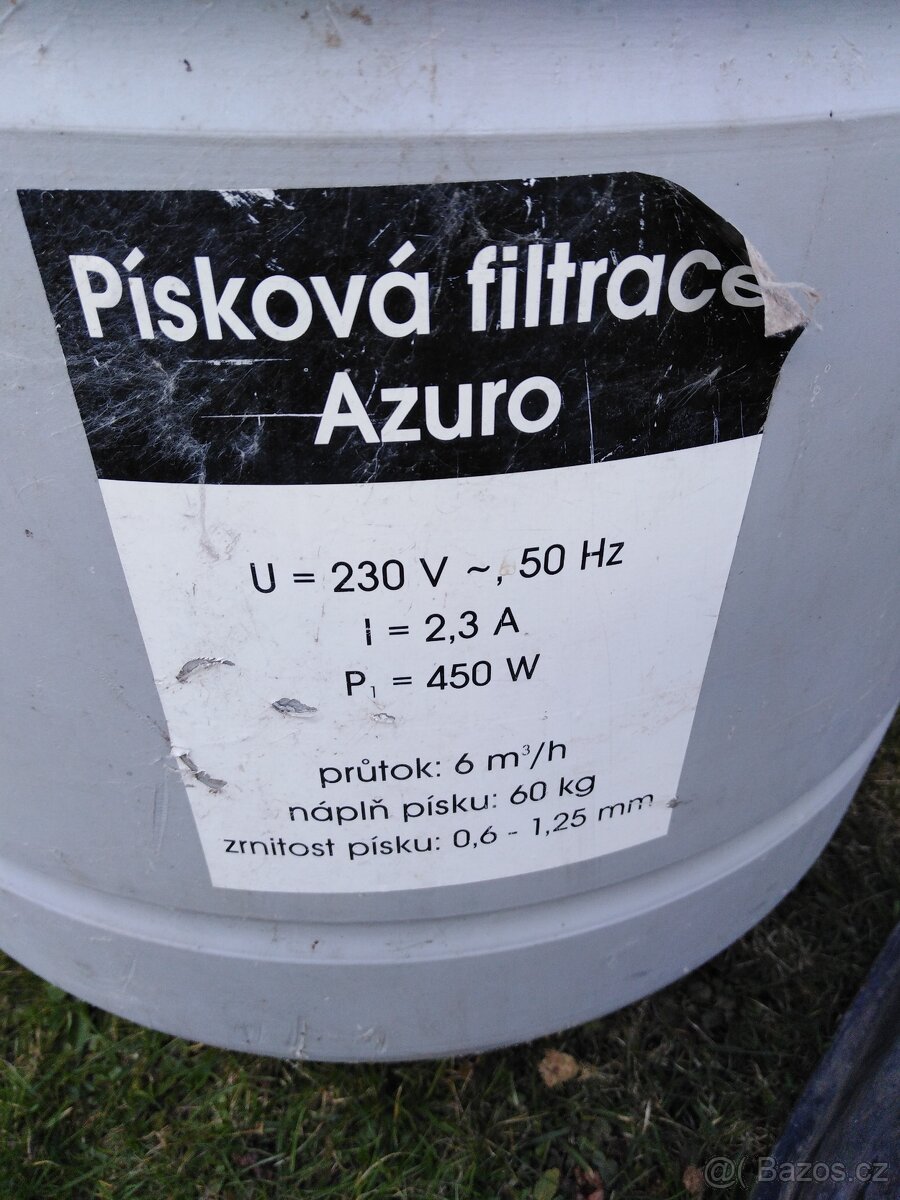 Písková filtrace
Azuro
U = 230 V ~, 50 Hz
I = 2,3 A
P₁ = 450 W
průtok: 6 m³/h
náplň písku: 60 kg
zrnitost písku: 0,6 - 1,25 mm
@( Bazos.cz